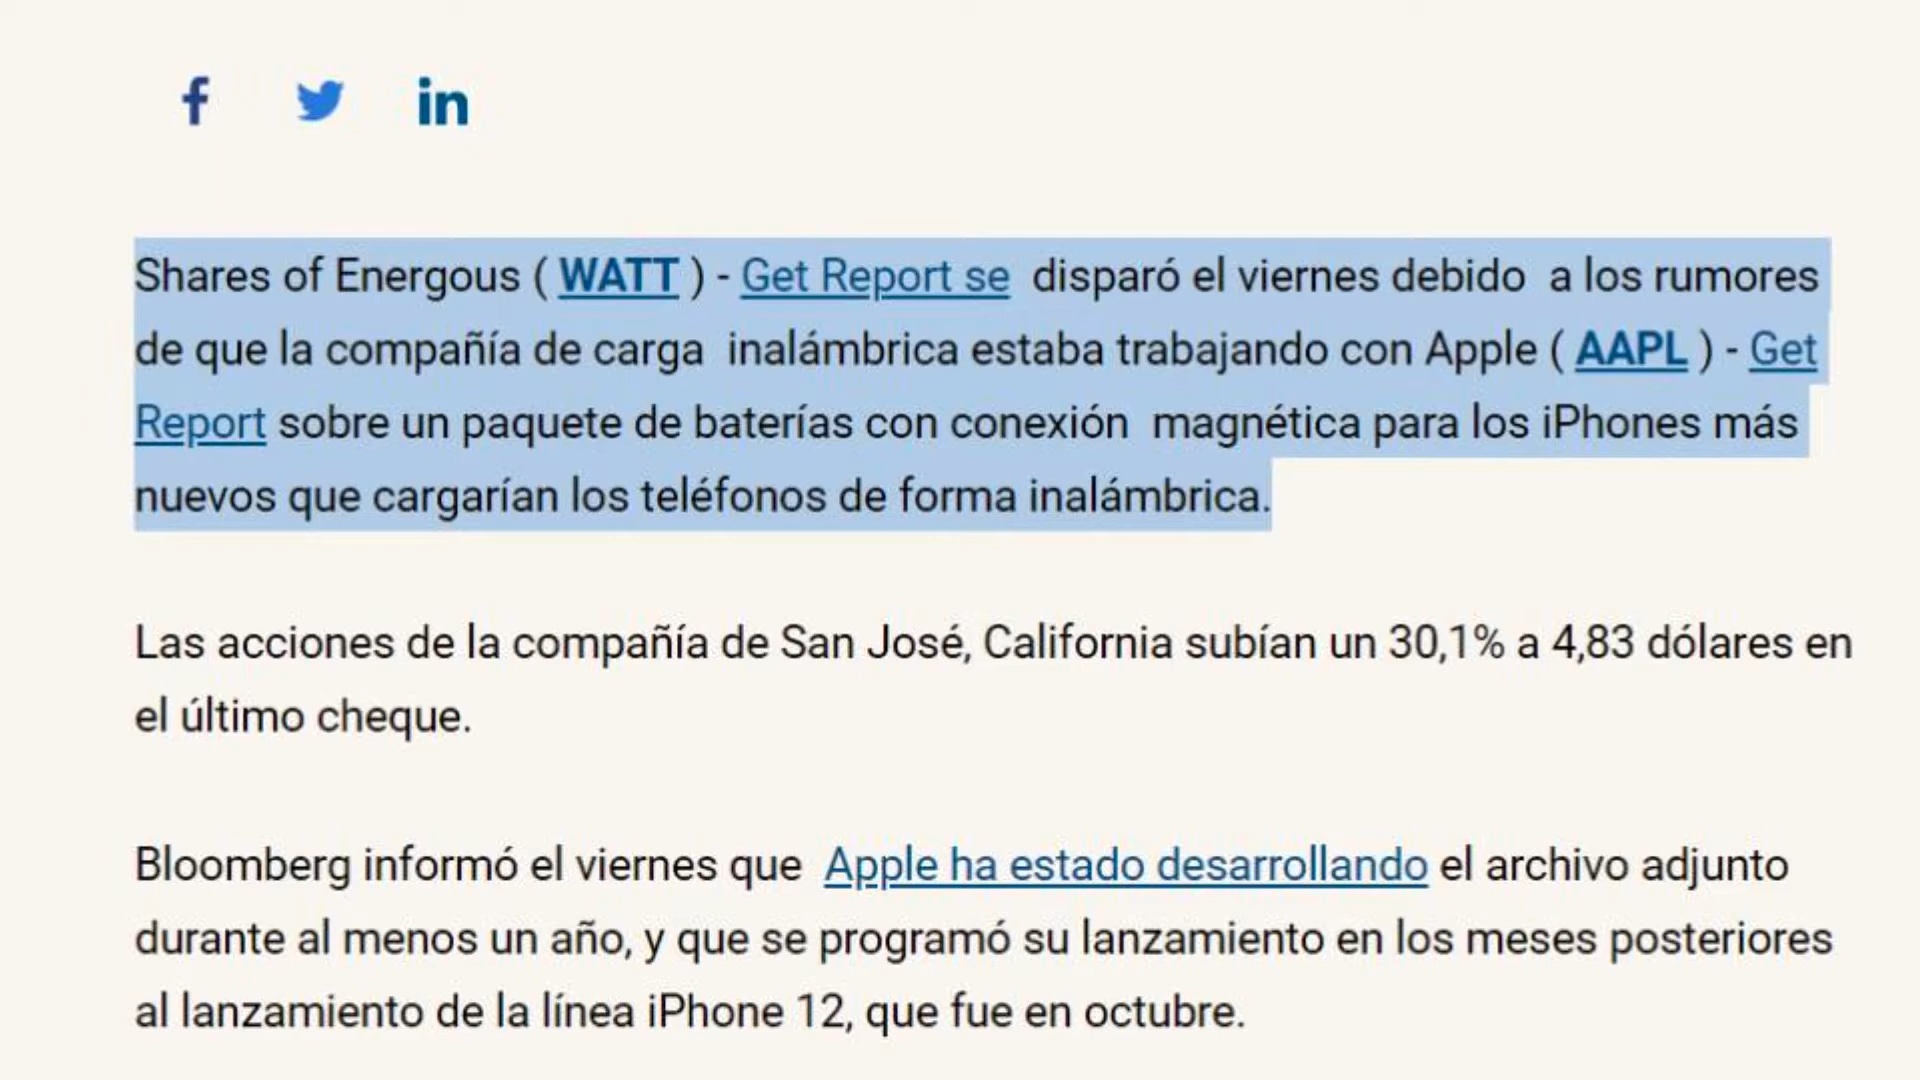 f
in
Shares of Energous ( WATT ) - Get Report se disparó el viernes debido a los rumores
de que la compañía de carga inalámbrica estaba trabajando con Apple ( AAPL ) - Get
Report sobre un paquete de baterías con conexión magnética para los iPhones más
nuevos que cargarían los teléfonos de forma inalámbrica.
Las acciones de la compañía de San José, California subían un 30,1% a 4,83 dólares en
el último cheque.
Bloomberg informó el viernes que Apple ha estado desarrollando el archivo adjunto
durante al menos un año, y que se programó su lanzamiento en los meses posteriores
al lanzamiento de la línea iPhone 12, que fue en octubre.